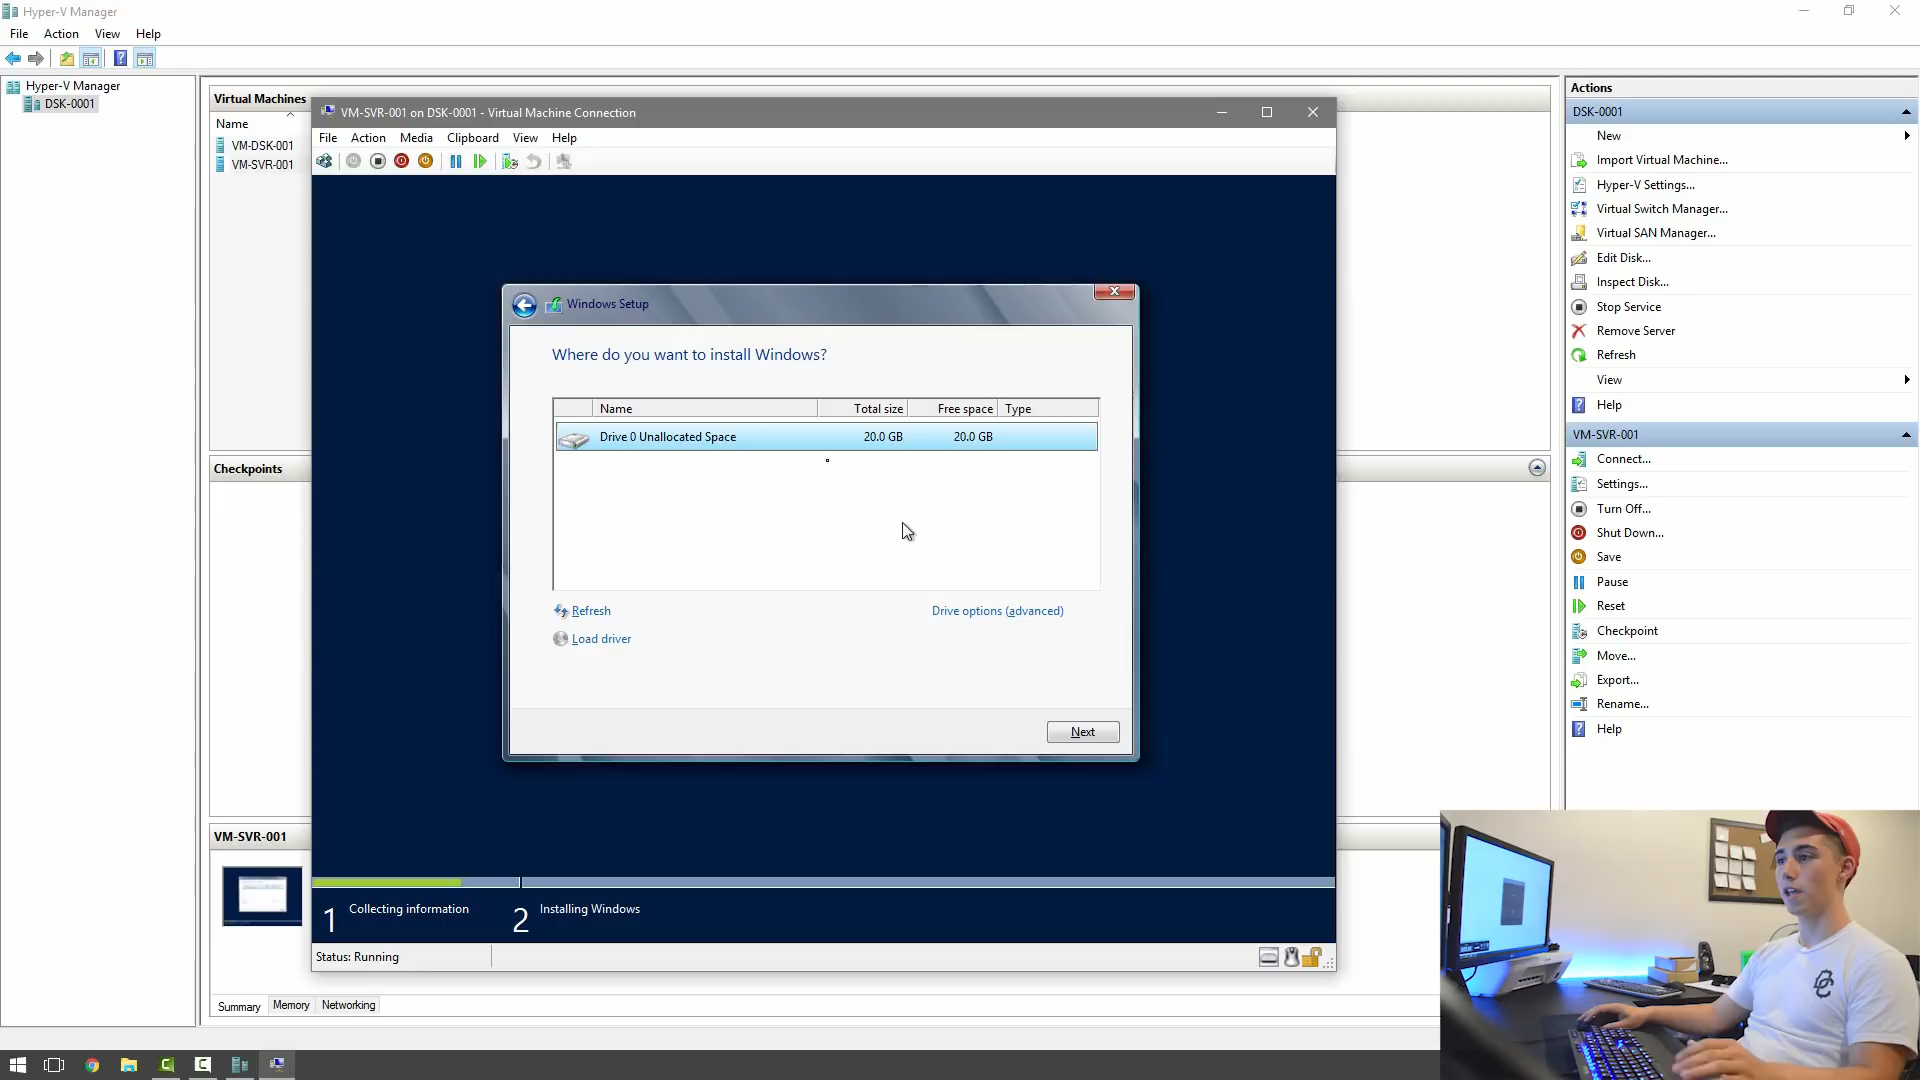 Hyper-V Manager
File Action View Help
Hyper-V Manager
DSK-0001
Virtual Machines
Name
VM-DSK-001
VM-SVR-001
Checkpoints
VM-SVR-001
Summary Memory Networking
VM-SVR-001 on DSK-0001 - Virtual Machine Connection
File Action Media Clipboard View Help
Windows Setup
Where do you want to install Windows?
Name Total size Free space Type
Drive 0 Unallocated Space 20.0 GB 20.0 GB
Refresh Drive options (advanced)
Load driver
Next
1 Collecting information 2 Installing Windows
Status: Running
Actions
DSK-0001
New
Import Virtual Machine...
Hyper-V Settings...
Virtual Switch Manager...
Virtual SAN Manager...
Edit Disk...
Inspect Disk...
Stop Service
Remove Server
Refresh
View
Help
VM-SVR-001
Connect...
Settings...
Turn Off...
Shut Down...
Save
Pause
Reset
Checkpoint
Move...
Export...
Rename...
Help